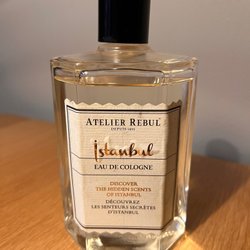 ATELIER REBUL
DEPUIS 1895
İstanbul
EAU DE COLOGNE
DISCOVER
THE HIDDEN SCENTS
OF ISTANBUL
DÉCOUVREZ
LES SENTEURS SECRÈTES
D'ISTANBUL